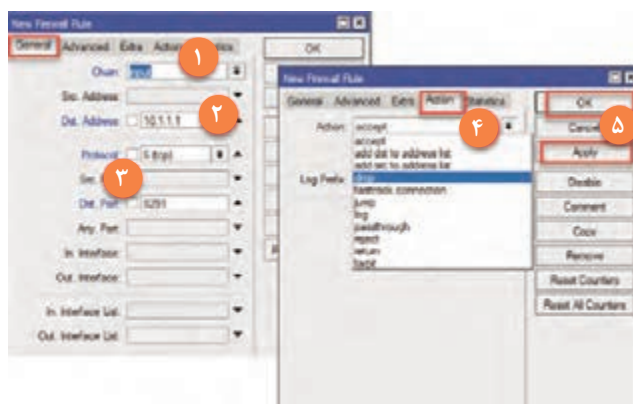 New Firewall Rule
General Advanced Extra Action Statistics
OK
Chain: input
۱
Src. Address:
Dst. Address: 10.1.1.1
۲
Protocol: 6 (tcp)
۳
Dst. Port: 8291
Any. Port:
In. Interface:
Out. Interface:
In. Interface List:
Out. Interface List:
New Firewall Rule
General Advanced Extra Action Statistics
Action: accept
۴
accept
add dst to address list
add src to address list
drop
fasttrack connection
jump
log
passthrough
reject
return
tarpit
Log Prefix:
OK
۵
Cancel
Apply
Disable
Comment
Copy
Remove
Reset Counters
Reset All Counters